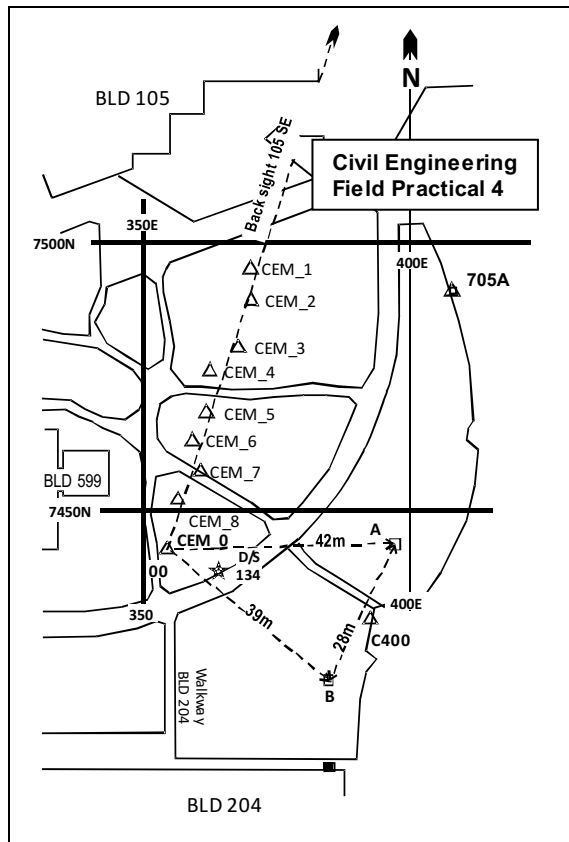 BLD 105
N
Back sight 105 SE
Civil Engineering
Field Practical 4
350E
7500N
400E
705A
CEM_1
CEM_2
CEM_3
CEM_4
CEM_5
CEM_6
CEM_7
BLD 599
7450N
CEM_8
CEM_0
A
42m
D/S
134
00
350
400E
C400
39m
28m
Walkway
BLD 204
B
BLD 204